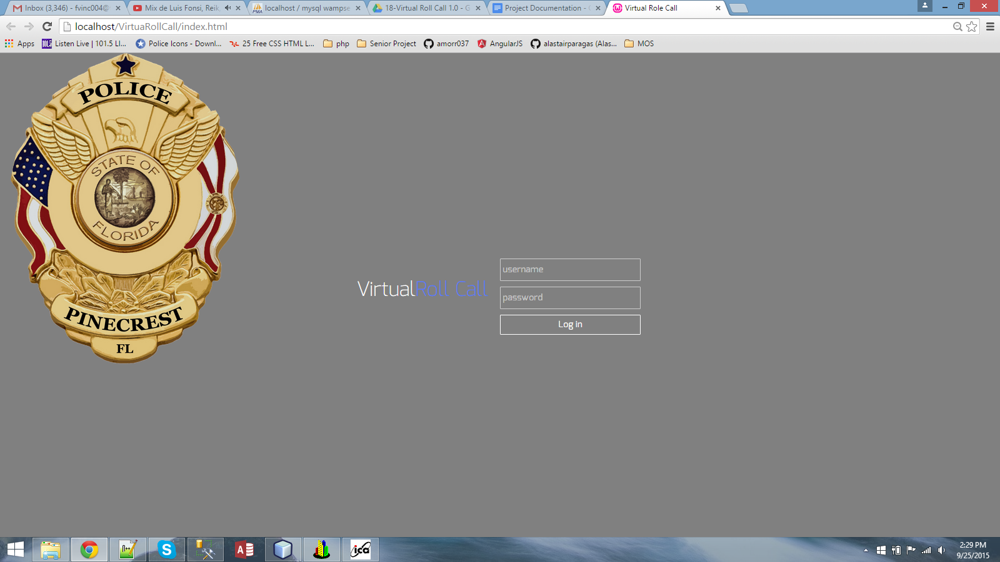 Inbox (3,346) - fvinc004@
Mix de Luis Fonsi, Reik,
localhost / mysql wampse
18-Virtual Roll Call 1.0 - G
Project Documentation - G
Virtual Role Call
localhost/VirtuaRollCall/index.html
Apps
Listen Live | 101.5 LI...
Police Icons - Downl...
25 Free CSS HTML L...
php
Senior Project
amorr037
AngularJS
alastairparagas (Alas...
MOS
POLICE
STATE OF
FLORIDA
PINECREST
FL
VirtualRoll Call
username
password
Log in
2:29 PM
9/25/2015